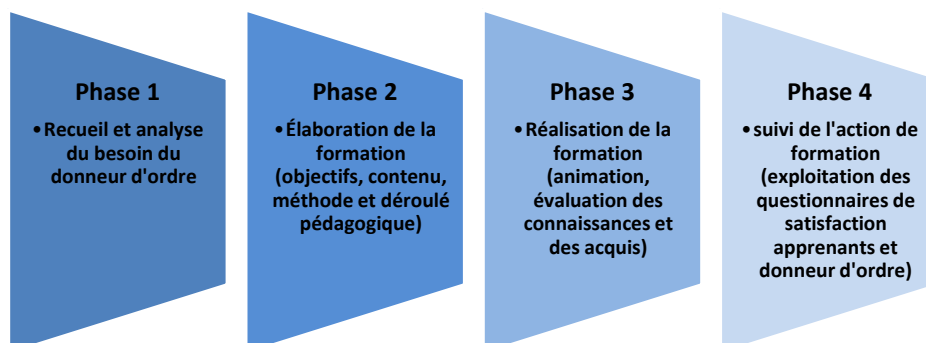 Phase 1
•Recueil et analyse
du besoin du
donneur d'ordre
Phase 2
•Élaboration de la
formation
(objectifs, contenu,
méthode et déroulé
pédagogique)
Phase 3
•Réalisation de la
formation
(animation,
évaluation des
connaissances et
des acquis)
Phase 4
•suivi de l'action de
formation
(exploitation des
questionnaires de
satisfaction
apprenants et
donneur d'ordre)